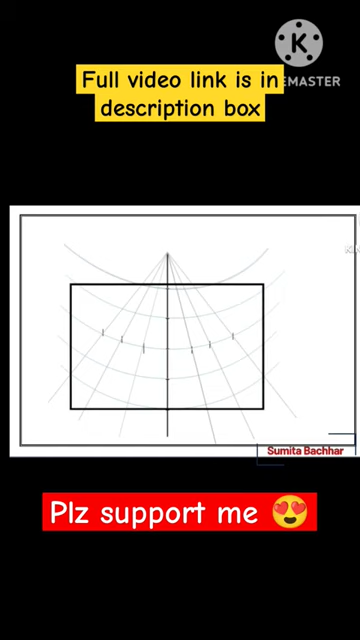 Full video link is in
description box
K
EMASTER
Sumita Bachhar
Plz support me 😍